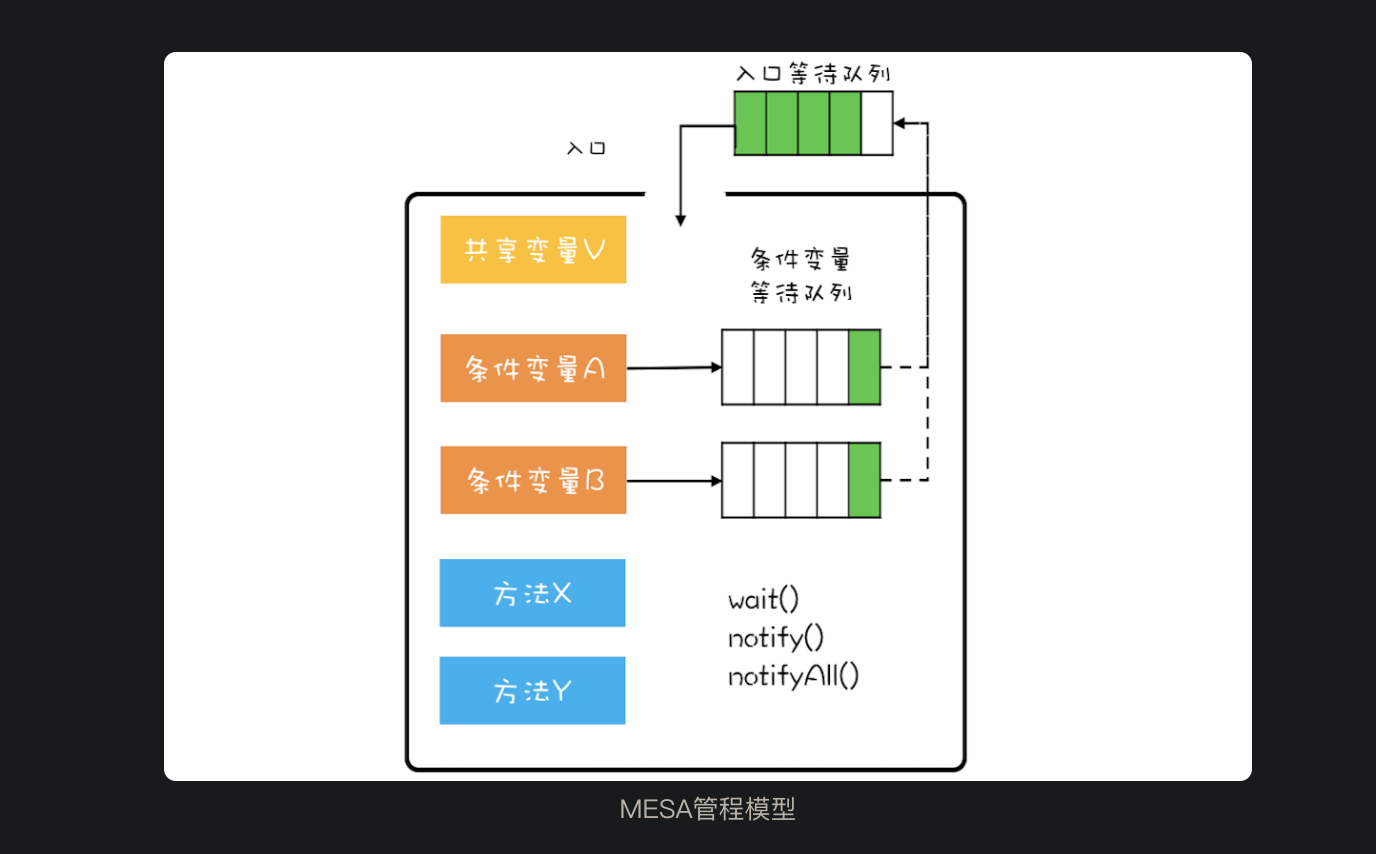 入口等待队列
入口
共享变量V
条件变量
等待队列
条件变量A
条件变量B
方法X
wait()
notify()
notifyAll()
方法Y
MESA管程模型